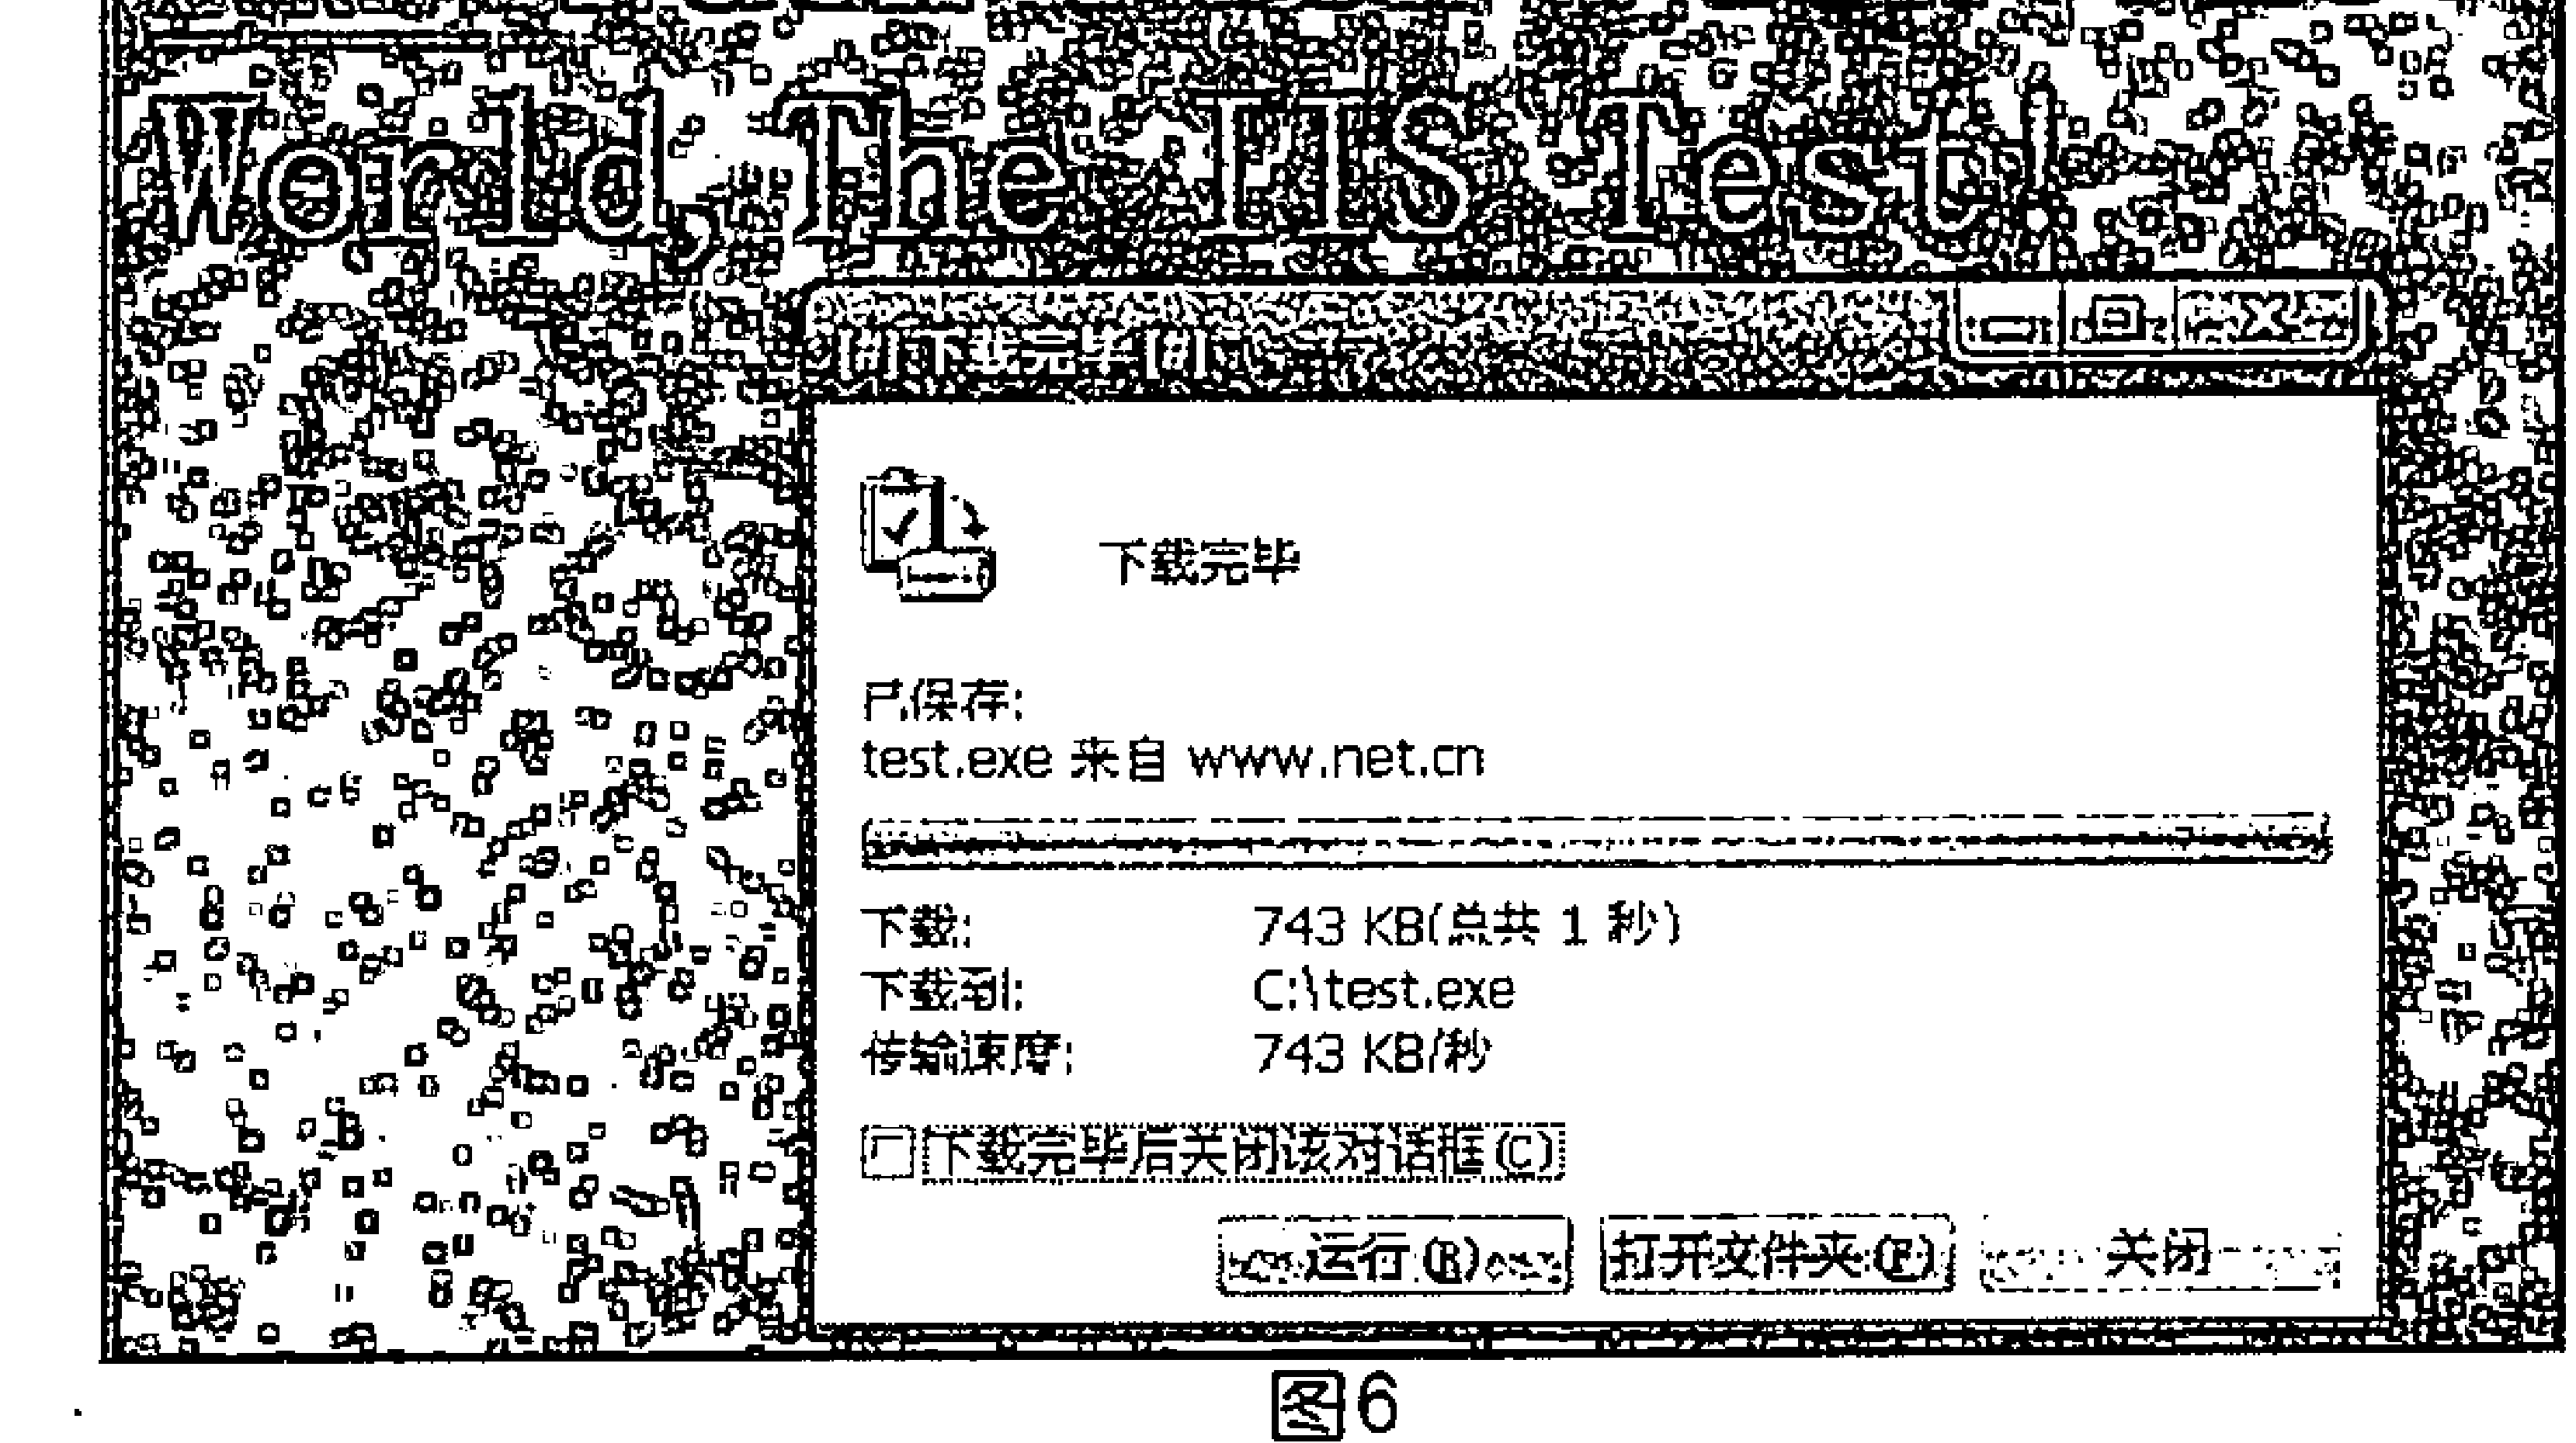 World,The IIS Test!
[#]下载完毕[#]
下载完毕
已保存:
test.exe 来自 www.net.cn
下载: 743 KB(总共 1 秒)
下载到: C:\test.exe
传输速度: 743 KB/秒
下载完毕后关闭该对话框(C)
运行(R) 打开文件夹(F) 关闭
图6